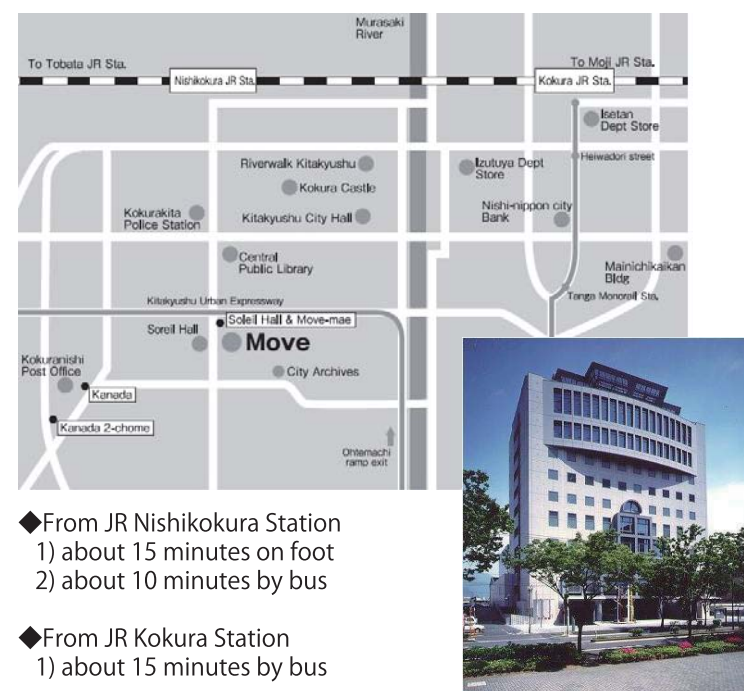 Murasaki
River
To Tobata JR Sta.
To Moji JR Sta.
Nishikokura JR Sta.
Kokura JR Sta.
Isetan
Dept Store
Heiwadori street
Riverwalk Kitakyushu
Izutuya Dept
Store
Kokura Castle
Kokurakita
Police Station
Kitakyushu City Hall
Nishi-nippon city
Bank
Central
Public Library
Mainichikaikan
Bldg
Tanga Monorail Sta.
Kitakyushu Urban Expressway
Soleil Hall & Move-mae
Soreil Hall
Move
Kokuranishi
Post Office
City Archives
Kanada
Kanada 2-chome
Ohtemachi
ramp exit
◆From JR Nishikokura Station
1) about 15 minutes on foot
2) about 10 minutes by bus
◆From JR Kokura Station
1) about 15 minutes by bus